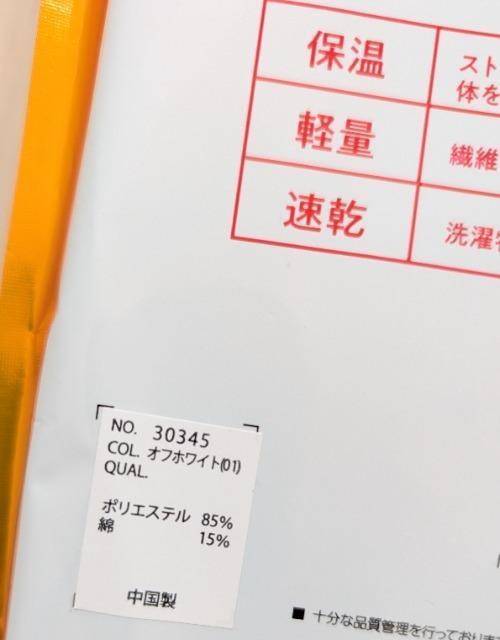 保温
スト
体を
軽量
繊維
速乾
洗濯
NO. 30345
COL. オフホワイト(01)
QUAL.
ポリエステル 85%
綿 15%
中国製
■ 十分な品質管理を行っておりま